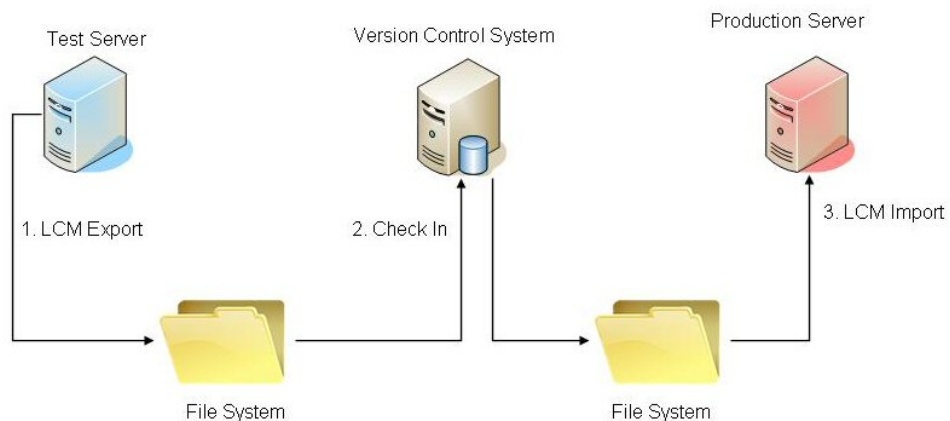 Test Server
Version Control System
Production Server
1. LCM Export
2. Check In
3. LCM Import
File System
File System